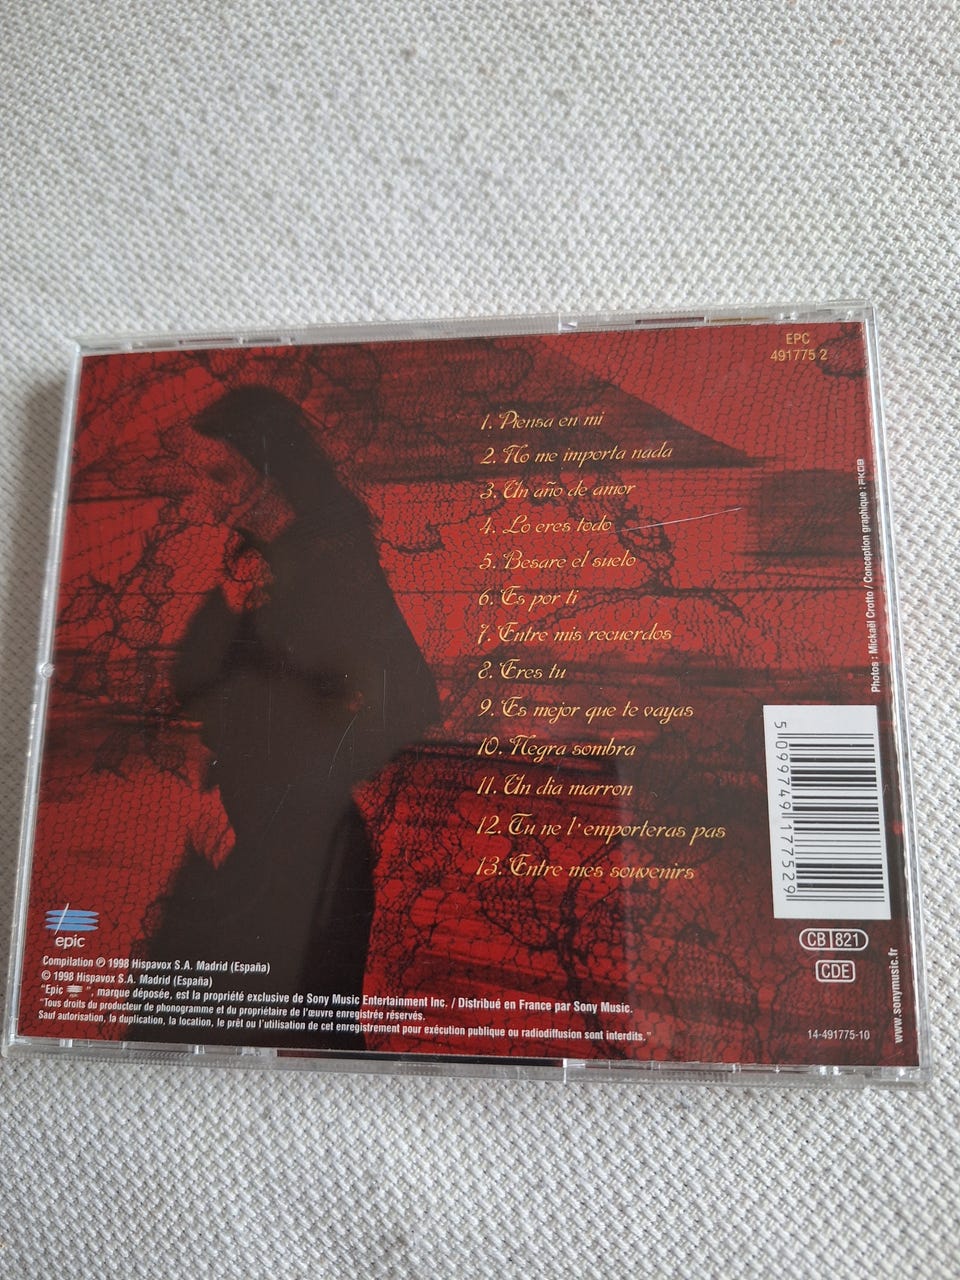 EPC
491775 2
1. Piensa en mi
2. No me importa nada
3. Un año de amor
4. Lo eres todo
5. Besare el suelo
6. Es por ti
7. Entre mis recuerdos
8. Eres tu
9. Es mejor que te vayas
10. Negra sombra
11. Un dia marron
12. Tu ne l'emporteras pas
13. Entre mes souvenirs
Photos : Mickaël Crotto / Conception graphique : FKGB
5 099749 177529
CB 821
CDE
www.sonymusic.fr
14-491775-10
epic
Compilation ℗ 1998 Hispavox S.A. Madrid (España)
© 1998 Hispavox S.A. Madrid (España)
"Epic ", marque déposée, est la propriété exclusive de Sony Music Entertainment Inc. / Distribué en France par Sony Music.
"Tous droits du producteur de phonogramme et du propriétaire de l'œuvre enregistrée réservés.
Sauf autorisation, la duplication, la location, le prêt ou l'utilisation de cet enregistrement pour exécution publique ou radiodiffusion sont interdits."